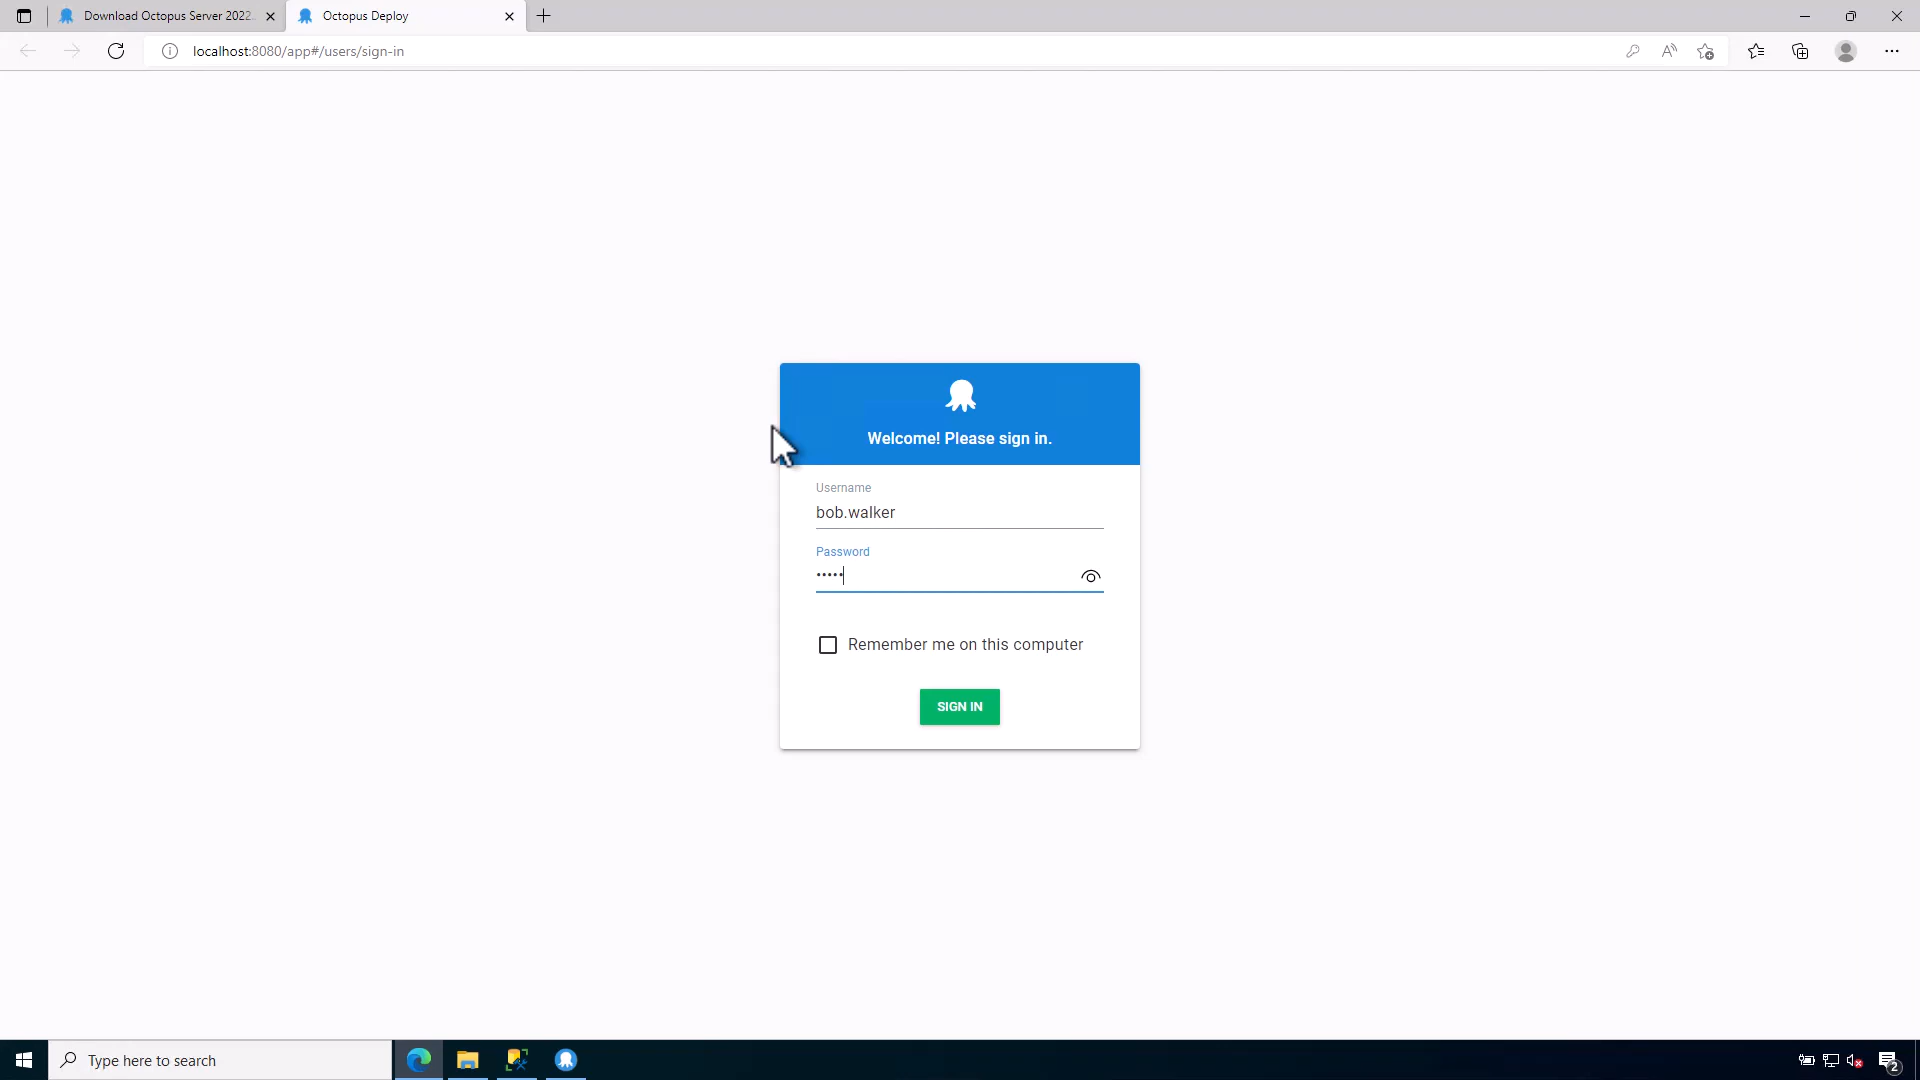 Download Octopus Server 2022.
Octopus Deploy
localhost:8080/app#/users/sign-in
Welcome! Please sign in.
Username
bob.walker
Password
•••••
Remember me on this computer
SIGN IN
Type here to search
2